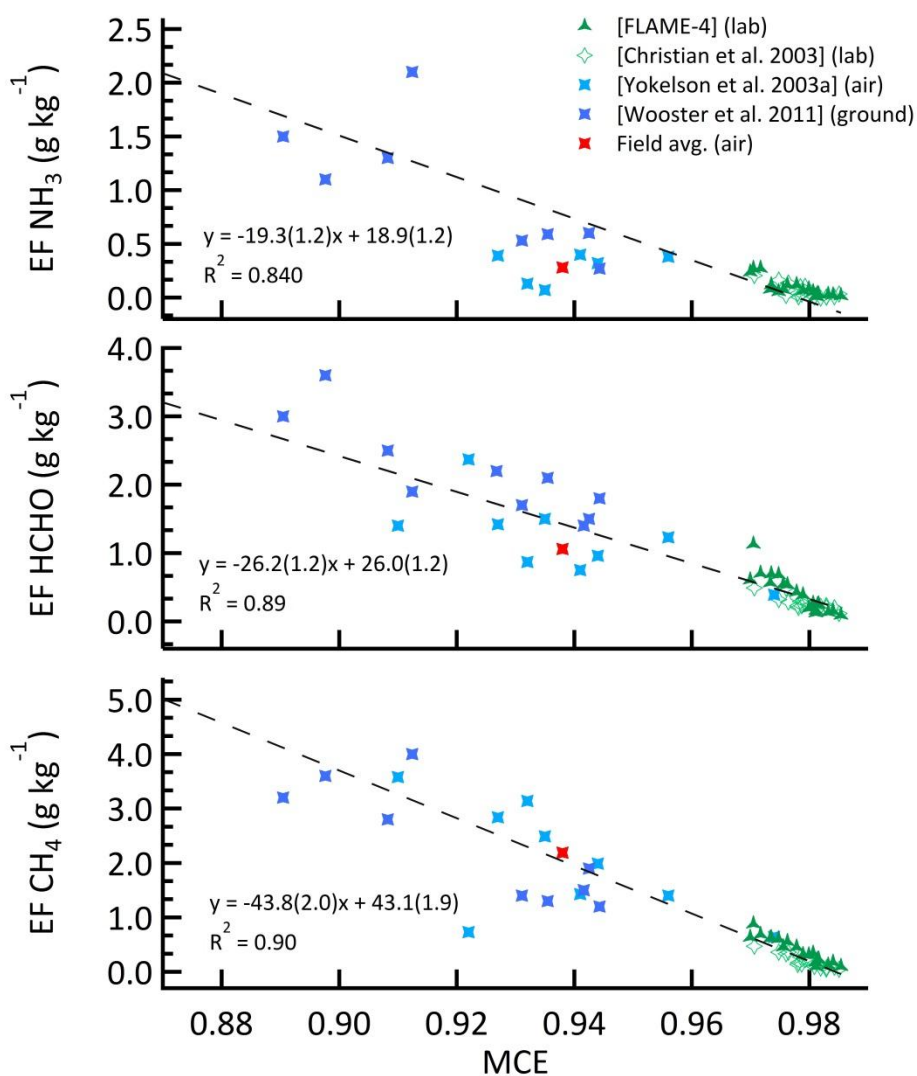 [FLAME-4] (lab)
[Christian et al. 2003] (lab)
[Yokelson et al. 2003a] (air)
[Wooster et al. 2011] (ground)
Field avg. (air)
EF NH₃ (g kg⁻¹)
2.5
2.0
1.5
1.0
0.5
0.0
y = -19.3(1.2)x + 18.9(1.2)
R² = 0.840
EF HCHO (g kg⁻¹)
4.0
3.0
2.0
1.0
0.0
y = -26.2(1.2)x + 26.0(1.2)
R² = 0.89
EF CH₄ (g kg⁻¹)
5.0
4.0
3.0
2.0
1.0
0.0
y = -43.8(2.0)x + 43.1(1.9)
R² = 0.90
0.88 0.90 0.92 0.94 0.96 0.98
MCE